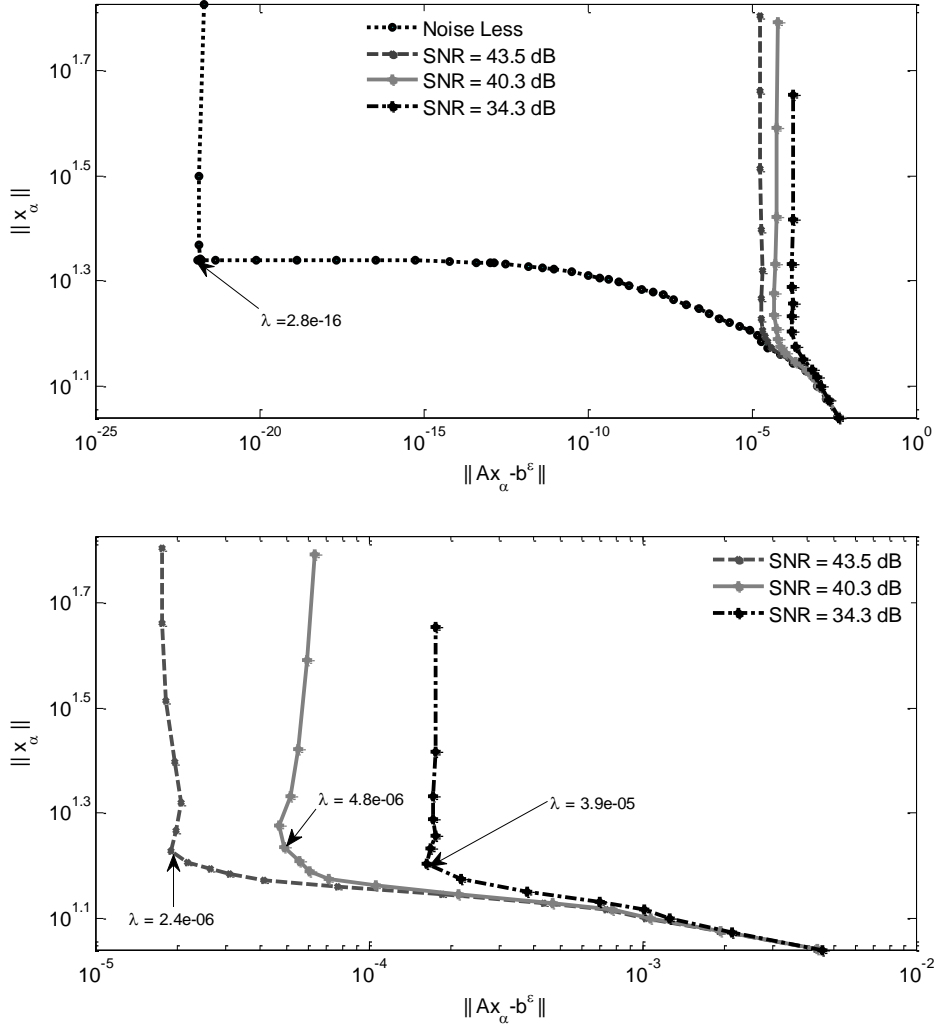 Noise Less
SNR = 43.5 dB
SNR = 40.3 dB
SNR = 34.3 dB
10^1.7
10^1.5
10^1.3
10^1.1
|| x_α ||
λ =2.8e-16
10^-25
10^-20
10^-15
10^-10
10^-5
10^0
|| Ax_α-b^ε ||
SNR = 43.5 dB
SNR = 40.3 dB
SNR = 34.3 dB
10^1.7
10^1.5
10^1.3
10^1.1
|| x_α ||
λ = 4.8e-06
λ = 3.9e-05
λ = 2.4e-06
10^-5
10^-4
10^-3
10^-2
|| Ax_α-b^ε ||